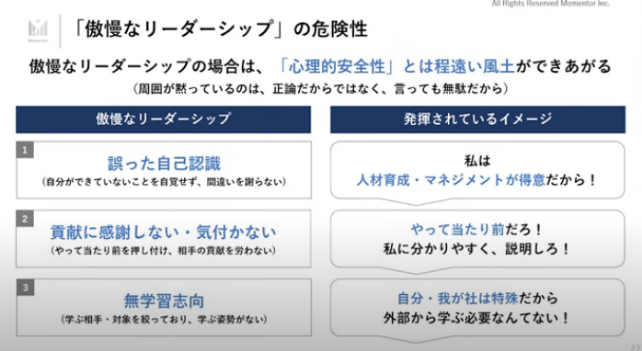 All Rights Reserved Momentor Inc.
Momentor
「傲慢なリーダーシップ」の危険性
傲慢なリーダーシップの場合は、「心理的安全性」とは程遠い風土ができあがる
（周囲が黙っているのは、正論だからではなく、言っても無駄だから）
傲慢なリーダーシップ
発揮されているイメージ
1
誤った自己認識
（自分ができていないことを自覚せず、間違いを謝らない）
私は
人材育成・マネジメントが得意だから！
2
貢献に感謝しない・気付かない
（やって当たり前を押し付け、相手の貢献を労わない）
やって当たり前だろ！
私に分かりやすく、説明しろ！
3
無学習志向
（学ぶ相手・対象を絞っており、学ぶ姿勢がない）
自分・我が社は特殊だから
外部から学ぶ必要なんてない！